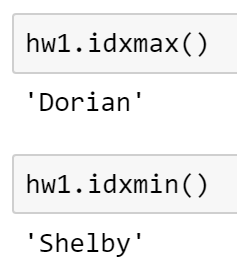 hw1.idxmax()
'Dorian'
hw1.idxmin()
'Shelby'